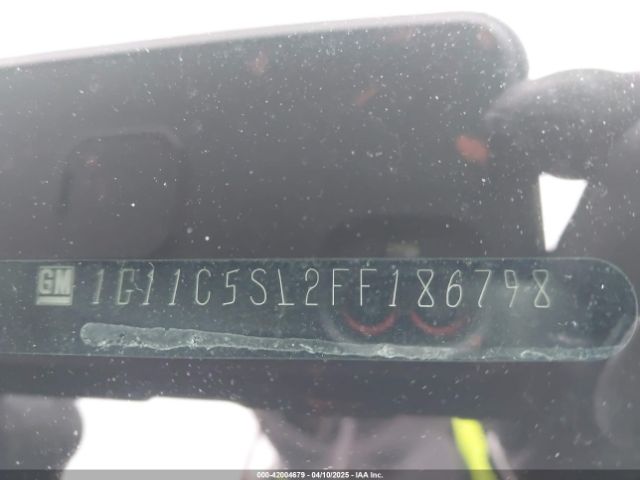 GM 1G11C5SL2FF186798
000-42004679 - 04/10/2025 - IAA Inc.